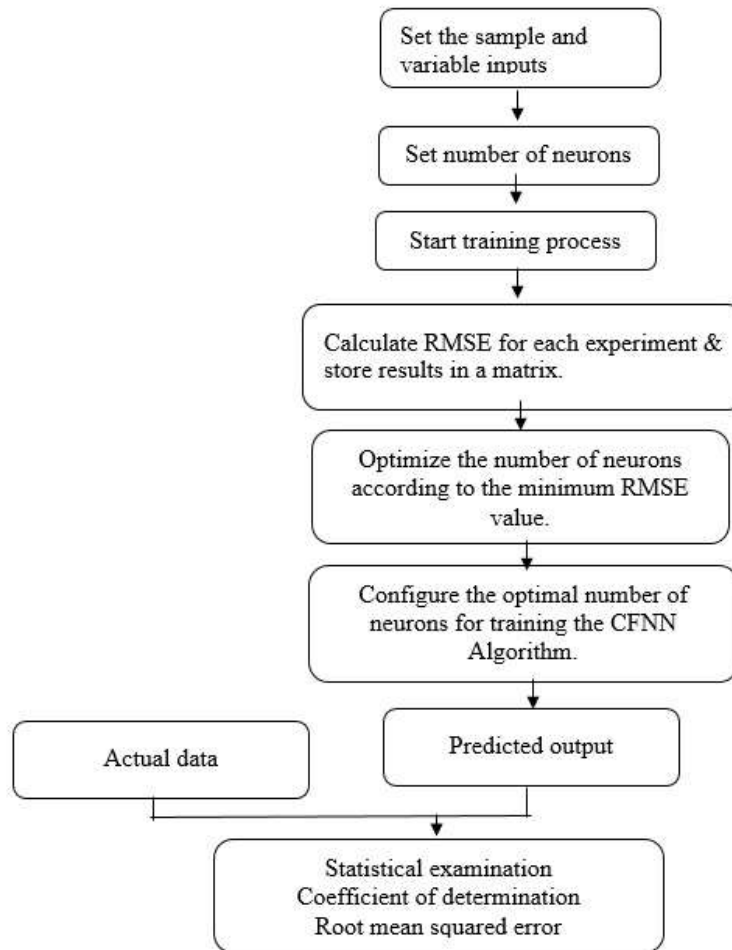 Set the sample and
variable inputs
Set number of neurons
Start training process
Calculate RMSE for each experiment &
store results in a matrix.
Optimize the number of neurons
according to the minimum RMSE
value.
Configure the optimal number of
neurons for training the CFNN
Algorithm.
Actual data
Predicted output
Statistical examination
Coefficient of determination
Root mean squared error